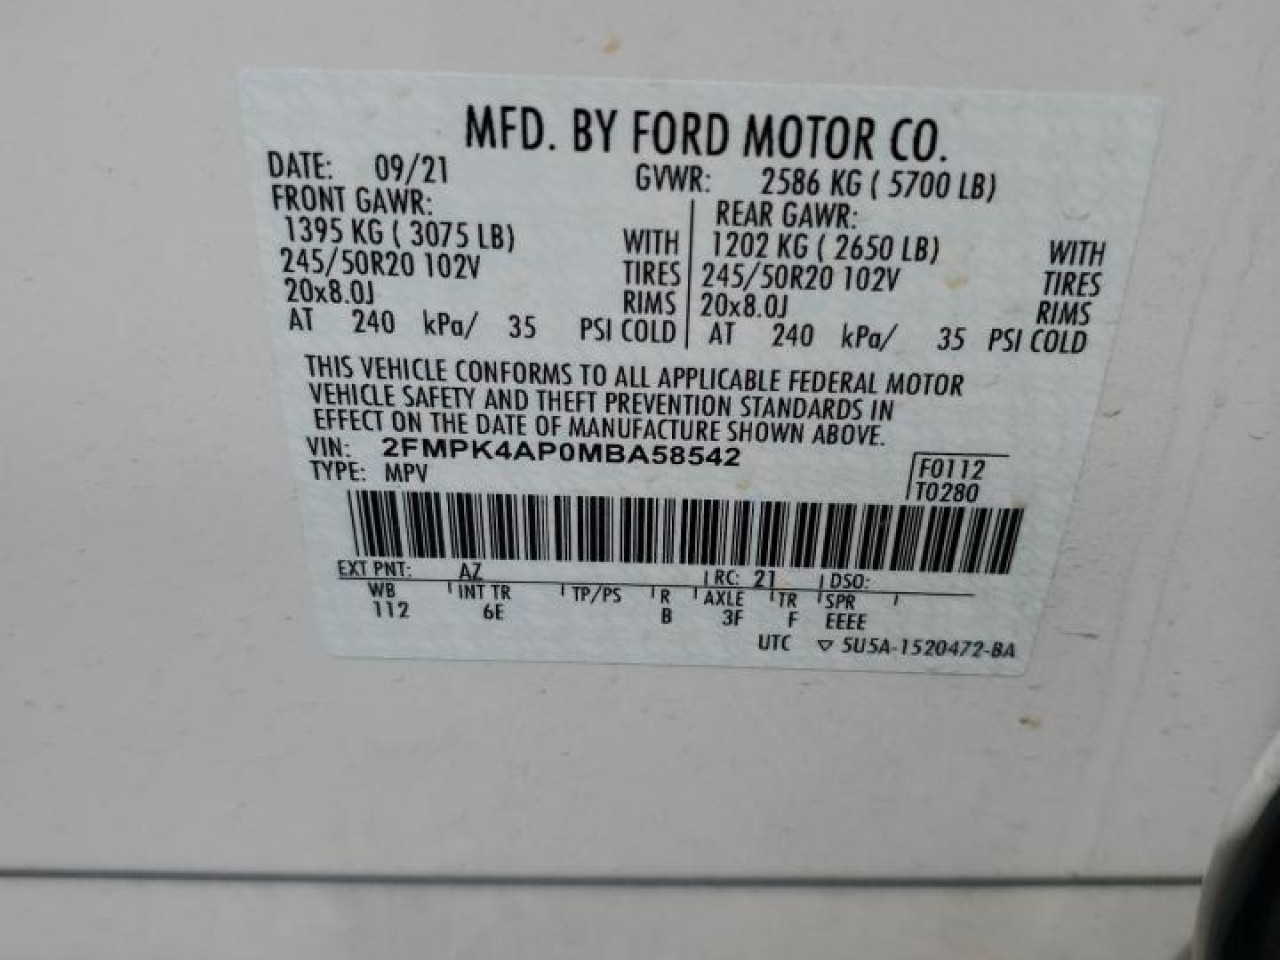 MFD. BY FORD MOTOR CO.
DATE: 09/21 GVWR: 2586 KG ( 5700 LB)
FRONT GAWR: REAR GAWR:
1395 KG ( 3075 LB) WITH 1202 KG ( 2650 LB) WITH
245/50R20 102V TIRES 245/50R20 102V TIRES
20x8.0J RIMS 20x8.0J RIMS
AT 240 kPa/ 35 PSI COLD AT 240 kPa/ 35 PSI COLD
THIS VEHICLE CONFORMS TO ALL APPLICABLE FEDERAL MOTOR
VEHICLE SAFETY AND THEFT PREVENTION STANDARDS IN
EFFECT ON THE DATE OF MANUFACTURE SHOWN ABOVE.
VIN: 2FMPK4AP0MBA58542
TYPE: MPV F0112
T0280
EXT PNT: AZ RC: 21 DSO:
WB INT TR TP/PS R AXLE TR SPR
112 6E B 3F F EEEE
UTC ▽ 5U5A-1520472-BA